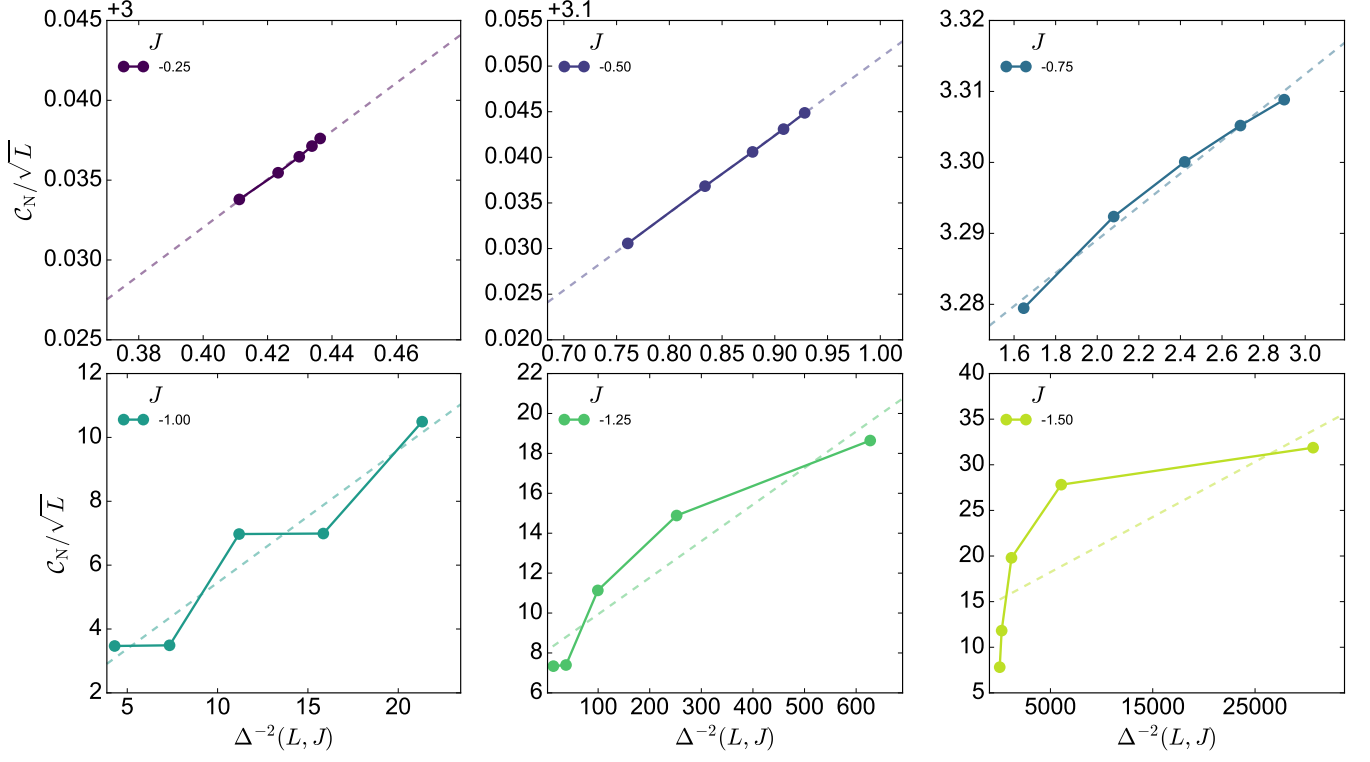 +3
0.045
0.040
0.035
0.030
0.025
0.38 0.40 0.42 0.44 0.46
J
-0.25
C_N/√L
+3.1
0.055
0.050
0.045
0.040
0.035
0.030
0.025
0.020
0.70 0.75 0.80 0.85 0.90 0.95 1.00
J
-0.50
3.32
3.31
3.30
3.29
3.28
1.6 1.8 2.0 2.2 2.4 2.6 2.8 3.0
J
-0.75
12
10
8
6
4
2
5 10 15 20
J
-1.00
C_N/√L
Δ⁻²(L, J)
22
20
18
16
14
12
10
8
6
100 200 300 400 500 600
J
-1.25
Δ⁻²(L, J)
40
35
30
25
20
15
10
5
5000 15000 25000
J
-1.50
Δ⁻²(L, J)